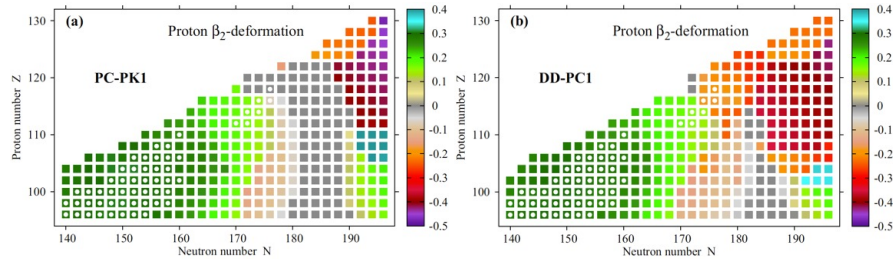 (a) Proton β₂-deformation
PC-PK1
Proton number Z
130
120
110
100
140 150 160 170 180 190
Neutron number N
0.4
0.3
0.2
0.1
0
-0.1
-0.2
-0.3
-0.4
-0.5
(b) Proton β₂-deformation
DD-PC1
Proton number Z
130
120
110
100
140 150 160 170 180 190
Neutron number N
0.4
0.3
0.2
0.1
0
-0.1
-0.2
-0.3
-0.4
-0.5